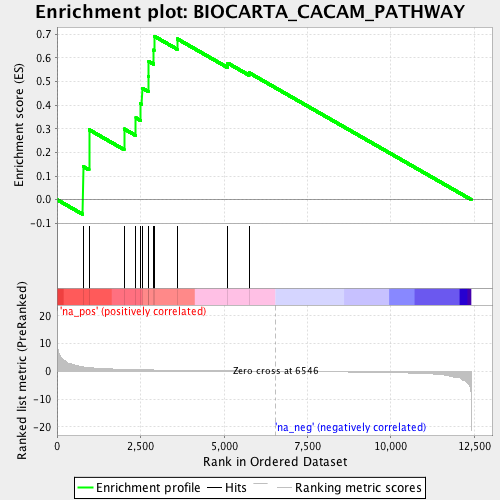 Enrichment plot: BIOCARTA_CACAM_PATHWAY
Enrichment score (ES)
0.7
0.6
0.5
0.4
0.3
0.2
0.1
0.0
-0.1
'na_pos' (positively correlated)
Ranked list metric (PreRanked)
20
10
0
-10
-20
Zero cross at 6546
'na_neg' (negatively correlated)
0
2,500
5,000
7,500
10,000
12,500
Rank in Ordered Dataset
Enrichment profile
Hits
Ranking metric scores